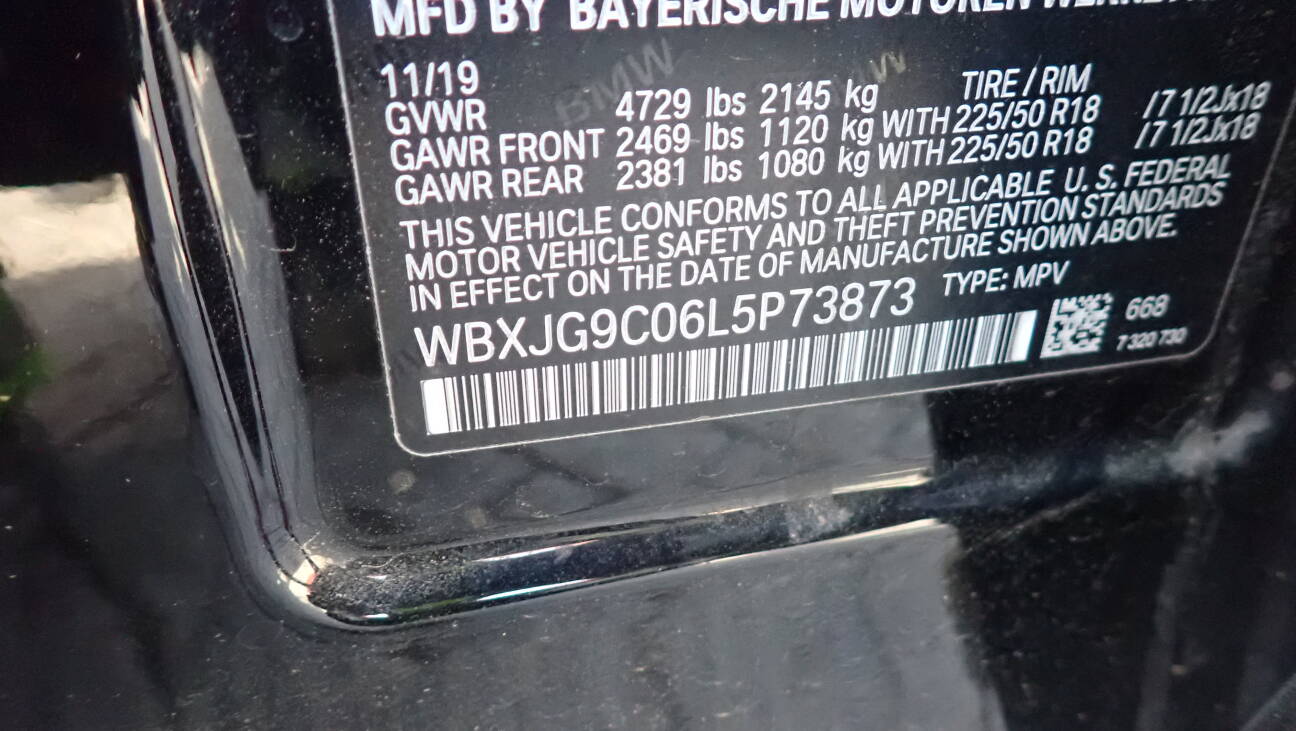 MFD BY BAYERISCHE MOTOREN
11/19
GVWR 4729 lbs 2145 kg TIRE / RIM
GAWR FRONT 2469 lbs 1120 kg WITH 225/50 R18 / 7 1/2Jx18
GAWR REAR 2381 lbs 1080 kg WITH 225/50 R18 / 7 1/2Jx18
THIS VEHICLE CONFORMS TO ALL APPLICABLE U. S. FEDERAL
MOTOR VEHICLE SAFETY AND THEFT PREVENTION STANDARDS
IN EFFECT ON THE DATE OF MANUFACTURE SHOWN ABOVE.
WBXJG9C06L5P73873 TYPE: MPV
668
7 320 730
BMW